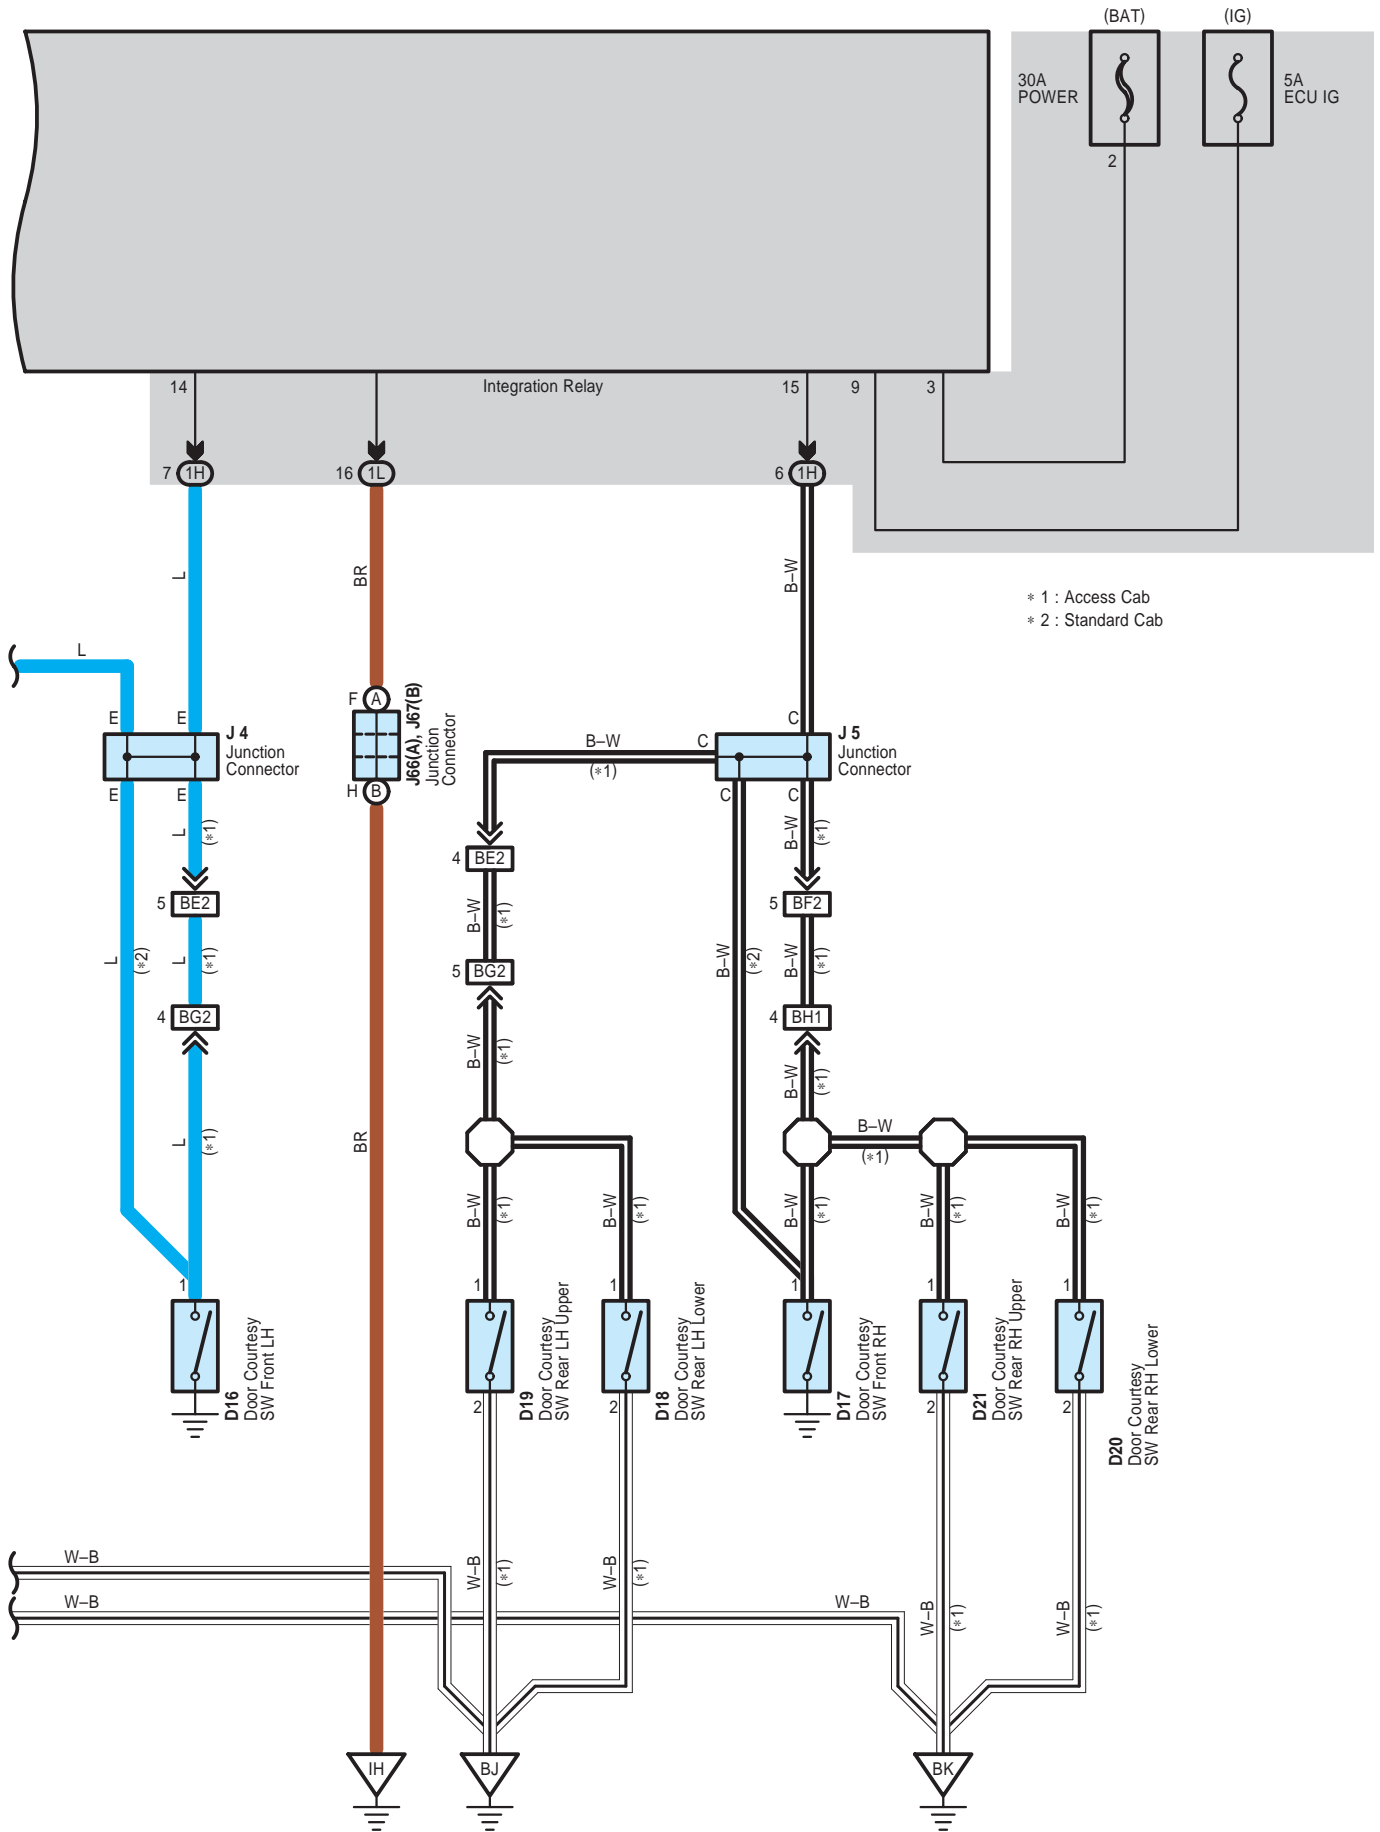 (BAT)
(IG)
30A
POWER
5A
ECU IG
2
14
Integration Relay
15
9
3
7
1H
16
1L
6
1H
L
BR
B–W
∗ 1 : Access Cab
∗ 2 : Standard Cab
L
F
A
E
E
J 4
Junction
Connector
J66(A), J67(B)
Junction
Connector
H
B
B–W
(∗1)
C
C
J 5
Junction
Connector
E
E
C
C
L
(∗1)
B–W
(∗1)
4
BE2
5
BE2
5
BF2
L
(∗2)
L
(∗1)
B–W
(∗1)
B–W
(∗2)
B–W
(∗1)
5
BG2
4
BG2
4
BH1
B–W
(∗1)
B–W
(∗1)
L
(∗1)
BR
B–W
(∗1)
B–W
(∗1)
B–W
(∗1)
B–W
(∗1)
B–W
(∗1)
B–W
(∗1)
1
1
1
1
1
1
D16
Door Courtesy
SW Front LH
D19
Door Courtesy
SW Rear LH Upper
D18
Door Courtesy
SW Rear LH Lower
D17
Door Courtesy
SW Front RH
D21
Door Courtesy
SW Rear RH Upper
D20
Door Courtesy
SW Rear RH Lower
2
2
2
2
W–B
W–B
W–B
(∗1)
W–B
(∗1)
W–B
W–B
(∗1)
W–B
(∗1)
IH
BJ
BK